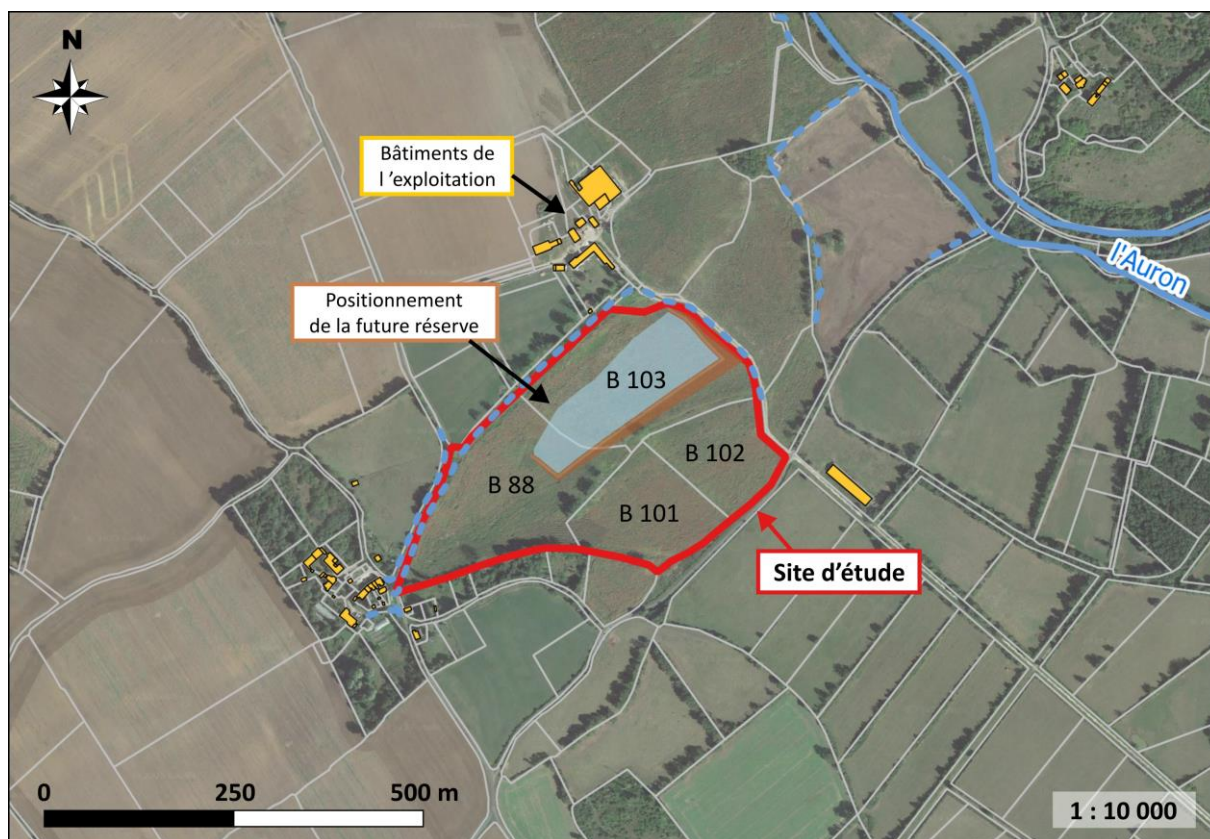 N
Bâtiments de
l ’exploitation
l'Auron
Positionnement
de la future réserve
B 103
B 102
B 88
B 101
Site d’étude
0 250 500 m
1 : 10 000